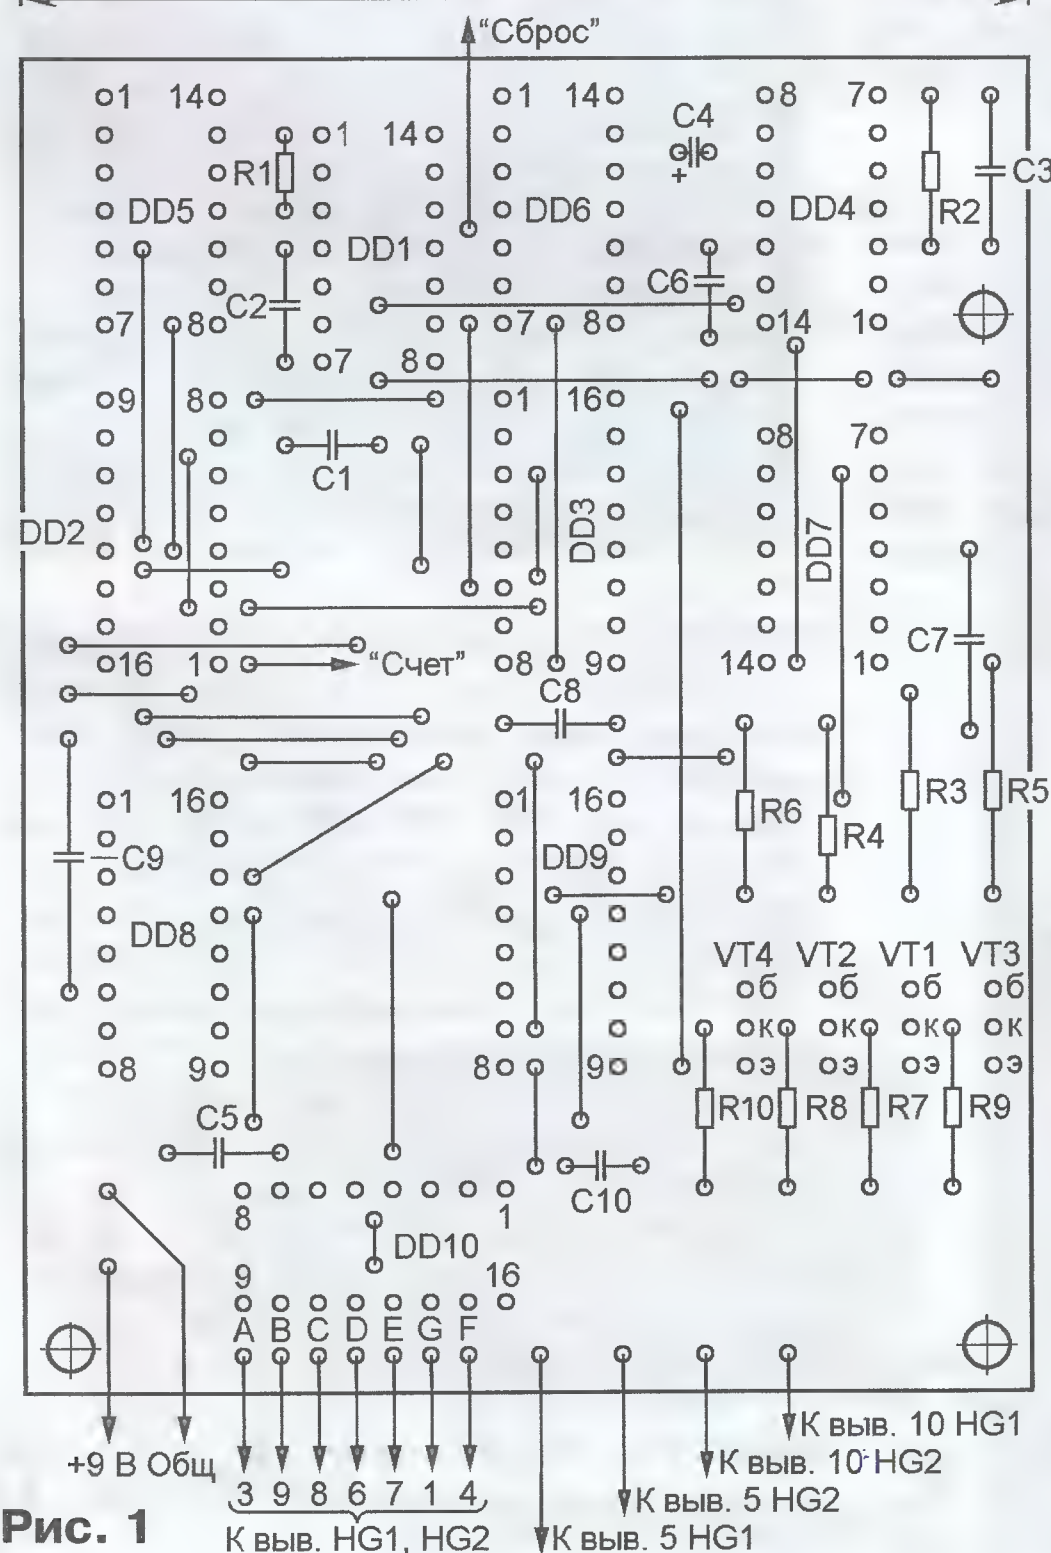 "Сброс"
1 14 1 14 8 7
1 14 C4
+
R1 R2 C3
DD5 DD1 DD6 DD4
C2 C6
7 8 7 8 14 1
7 8
9 8 1 16
8 7
C1
DD2 DD3 DD7
C7
16 1 "Счет" 8 9 14 1
C8
1 16 1 16
R6 R4 R3 R5
C9 DD9
DD8
VT4 VT2 VT1 VT3
б б б б
к к к к
8 9 8 9 э э э э
C5 R10 R8 R7 R9
C10
8 1
DD10
9 16
A B C D E G F
+9 В Общ
К выв. 10 HG1
К выв. 10 HG2
3 9 8 6 7 1 4
К выв. 5 HG2
Рис. 1
К выв. HG1, HG2
К выв. 5 HG1